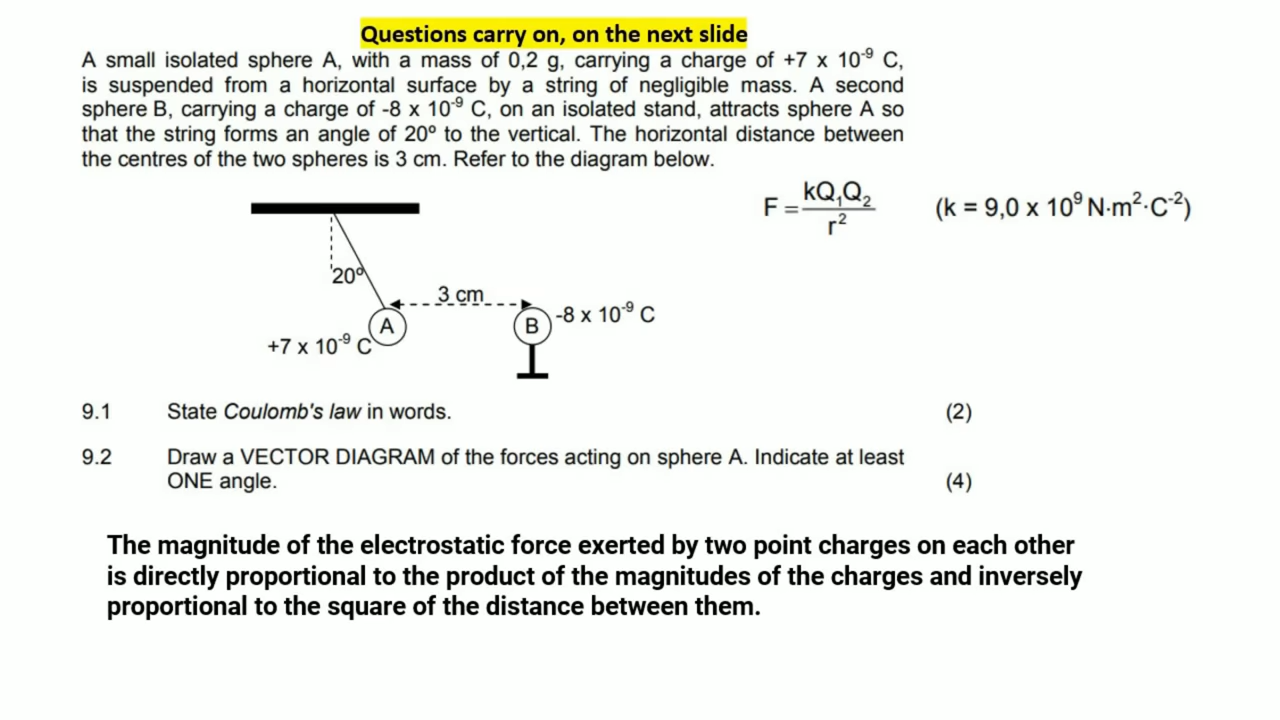 Questions carry on, on the next slide
A small isolated sphere A, with a mass of 0,2 g, carrying a charge of +7 x 10⁻⁹ C,
is suspended from a horizontal surface by a string of negligible mass. A second
sphere B, carrying a charge of -8 x 10⁻⁹ C, on an isolated stand, attracts sphere A so
that the string forms an angle of 20º to the vertical. The horizontal distance between
the centres of the two spheres is 3 cm. Refer to the diagram below.
F = kQ₁Q₂ / r² (k = 9,0 x 10⁹ N·m²·C⁻²)
20º
3 cm
A
B
-8 x 10⁻⁹ C
+7 x 10⁻⁹ C
9.1 State Coulomb's law in words. (2)
9.2 Draw a VECTOR DIAGRAM of the forces acting on sphere A. Indicate at least
ONE angle. (4)
The magnitude of the electrostatic force exerted by two point charges on each other
is directly proportional to the product of the magnitudes of the charges and inversely
proportional to the square of the distance between them.